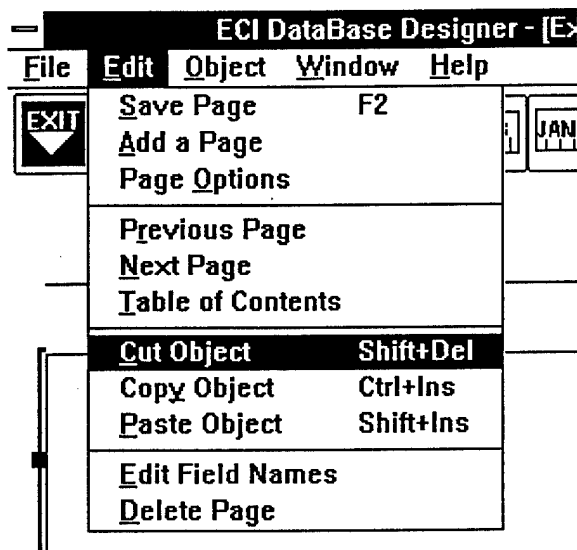 ECI DataBase Designer - [Ex
File Edit Object Window Help
EXIT
JAN
Save Page F2
Add a Page
Page Options
Previous Page
Next Page
Table of Contents
Cut Object Shift+Del
Copy Object Ctrl+Ins
Paste Object Shift+Ins
Edit Field Names
Delete Page